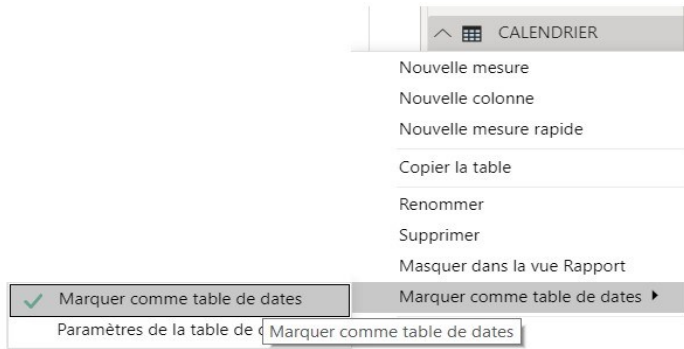 CALENDRIER
Nouvelle mesure
Nouvelle colonne
Nouvelle mesure rapide
Copier la table
Renommer
Supprimer
Masquer dans la vue Rapport
Marquer comme table de dates
Marquer comme table de dates
Paramètres de la table de
Marquer comme table de dates